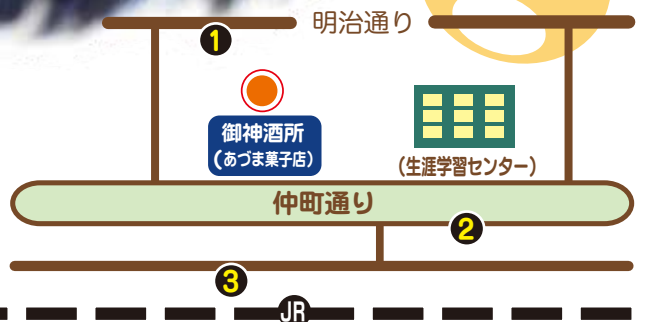 明治通り
1
御神酒所
(あづま菓子店)
(生涯学習センター)
仲町通り
2
3
JR